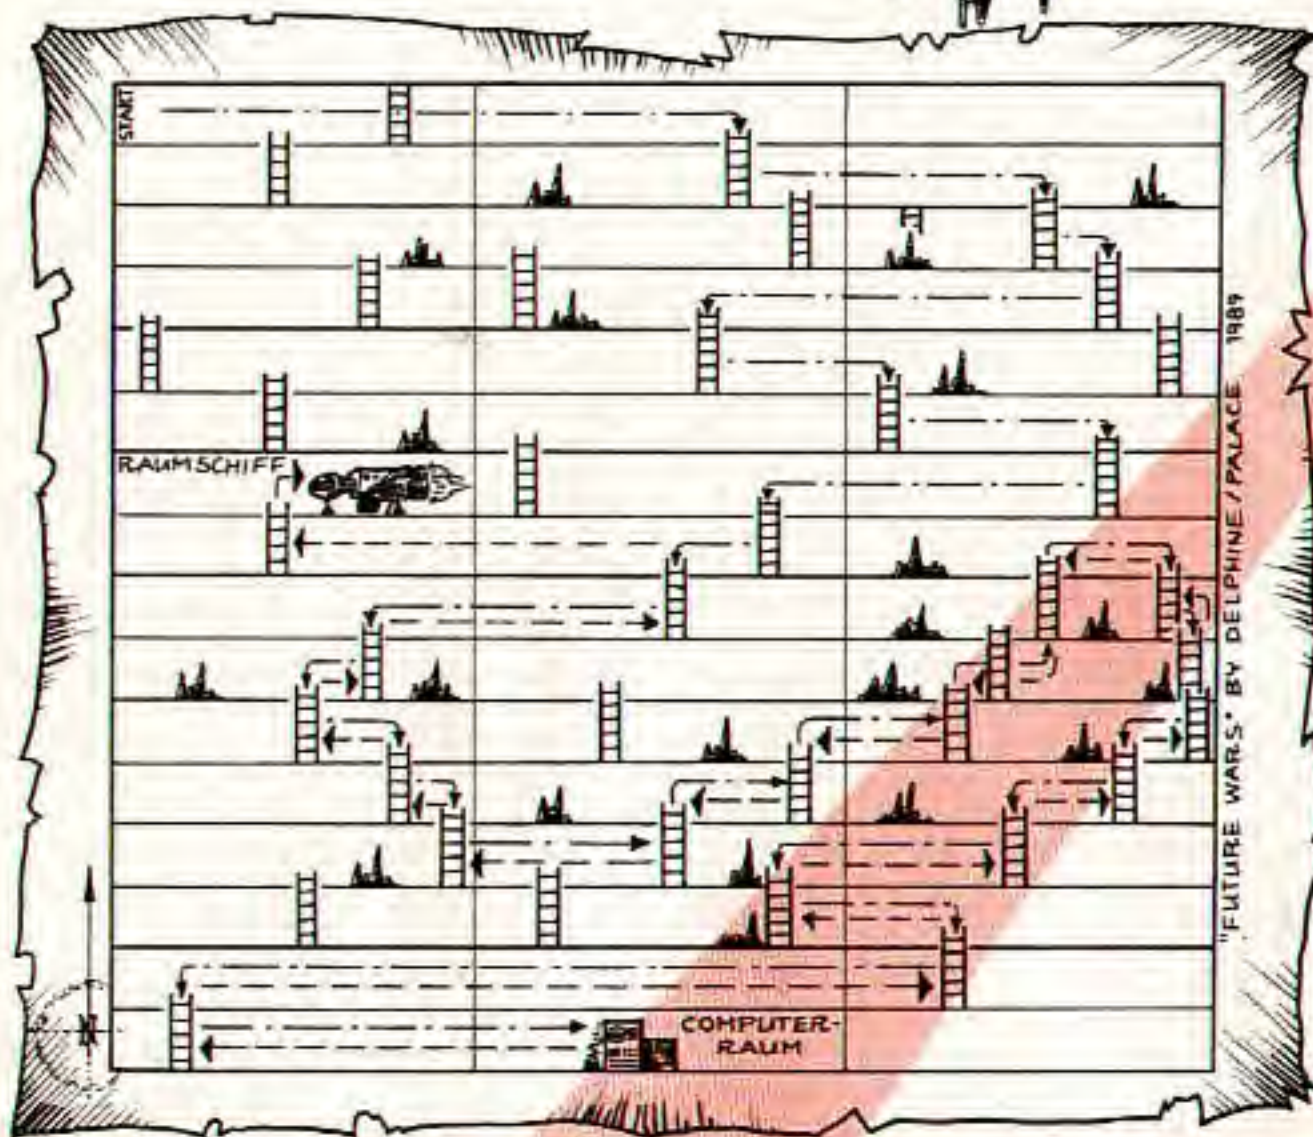 START
RAUMSCHIFF
"FUTURE WARS" BY DELPHINE/PALACE 1989
COMPUTER-
RAUM